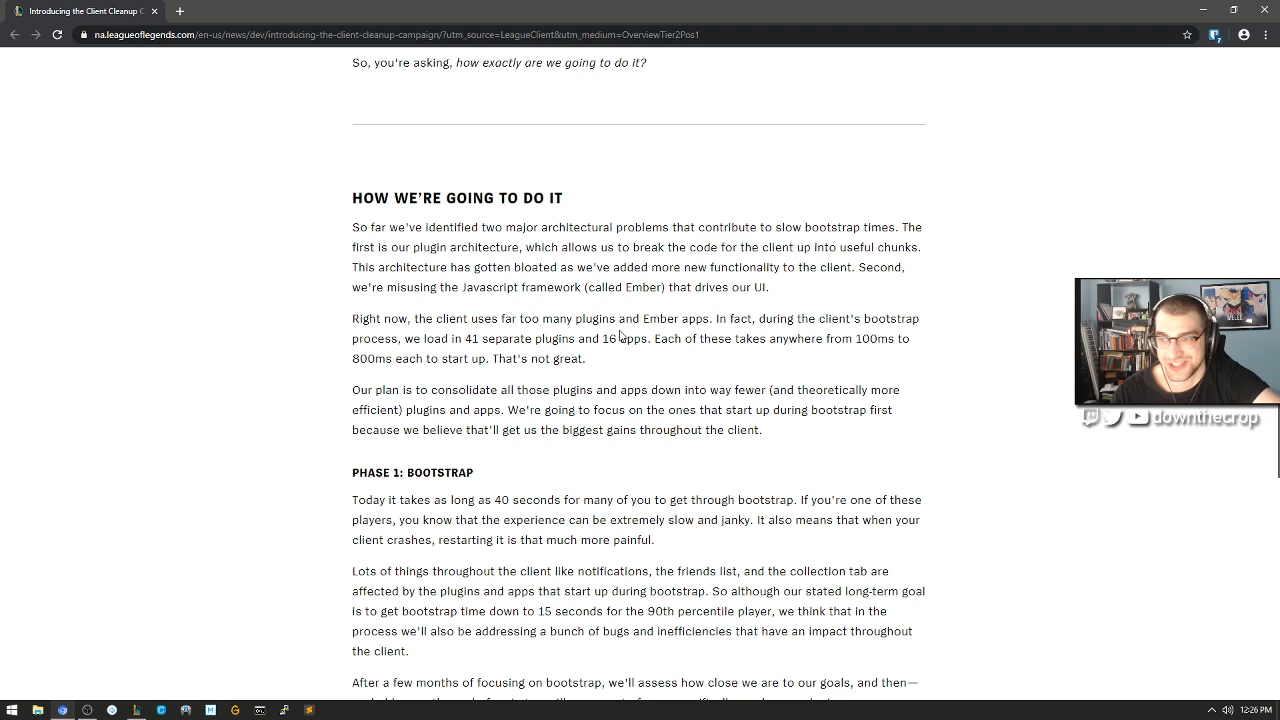 Introducing the Client Cleanup C
na.leagueoflegends.com/en-us/news/dev/introducing-the-client-cleanup-campaign/?utm_source=LeagueClient&utm_medium=OverviewTier2Pos1
So, you're asking, how exactly are we going to do it?
HOW WE'RE GOING TO DO IT
So far we've identified two major architectural problems that contribute to slow bootstrap times. The
first is our plugin architecture, which allows us to break the code for the client up into useful chunks.
This architecture has gotten bloated as we've added more new functionality to the client. Second,
we're misusing the Javascript framework (called Ember) that drives our UI.
Right now, the client uses far too many plugins and Ember apps. In fact, during the client's bootstrap
process, we load in 41 separate plugins and 16 apps. Each of these takes anywhere from 100ms to
800ms each to start up. That's not great.
Our plan is to consolidate all those plugins and apps down into way fewer (and theoretically more
efficient) plugins and apps. We're going to focus on the ones that start up during bootstrap first
because we believe that'll get us the biggest gains throughout the client.
downthecrop
PHASE 1: BOOTSTRAP
Today it takes as long as 40 seconds for many of you to get through bootstrap. If you're one of these
players, you know that the experience can be extremely slow and janky. It also means that when your
client crashes, restarting it is that much more painful.
Lots of things throughout the client like notifications, the friends list, and the collection tab are
affected by the plugins and apps that start up during bootstrap. So although our stated long-term goal
is to get bootstrap time down to 15 seconds for the 90th percentile player, we think that in the
process we'll also be addressing a bunch of bugs and inefficiencies that have an impact throughout
the client.
After a few months of focusing on bootstrap, we'll assess how close we are to our goals, and then—
12:26 PM